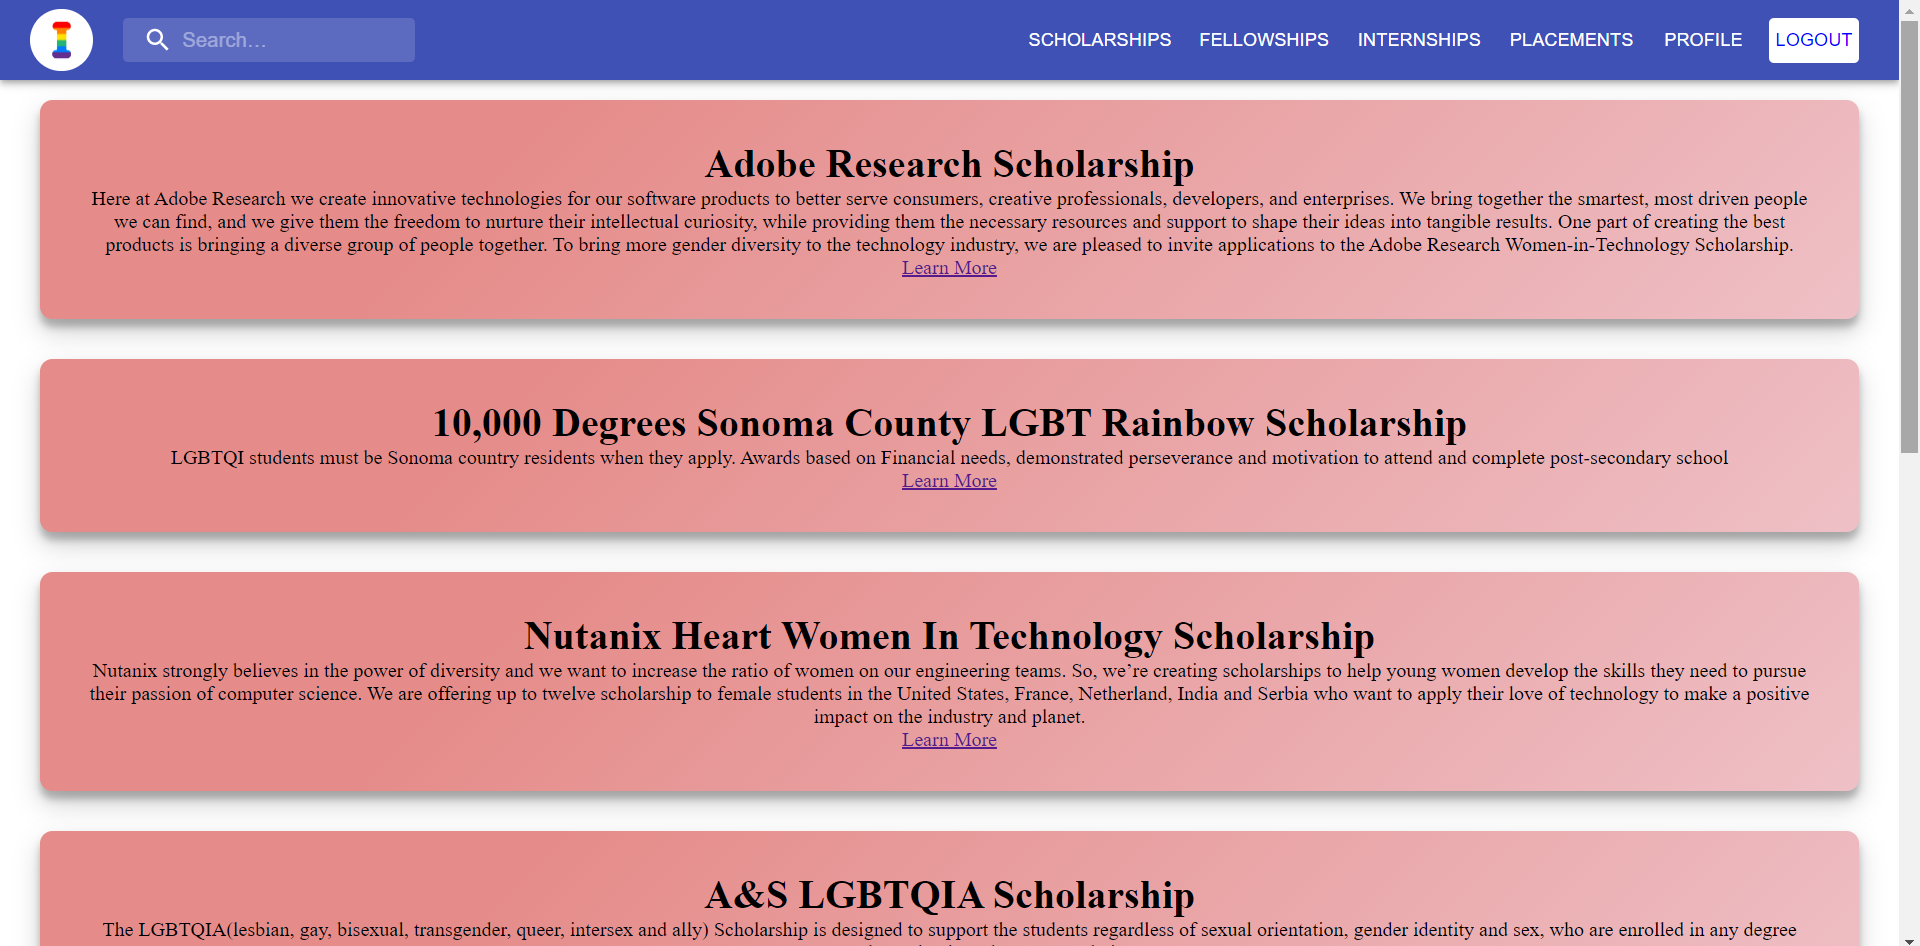 I
Search…
SCHOLARSHIPS FELLOWSHIPS INTERNSHIPS PLACEMENTS PROFILE LOGOUT
Adobe Research Scholarship
Here at Adobe Research we create innovative technologies for our software products to better serve consumers, creative professionals, developers, and enterprises. We bring together the smartest, most driven people
we can find, and we give them the freedom to nurture their intellectual curiosity, while providing them the necessary resources and support to shape their ideas into tangible results. One part of creating the best
products is bringing a diverse group of people together. To bring more gender diversity to the technology industry, we are pleased to invite applications to the Adobe Research Women-in-Technology Scholarship.
Learn More
10,000 Degrees Sonoma County LGBT Rainbow Scholarship
LGBTQI students must be Sonoma country residents when they apply. Awards based on Financial needs, demonstrated perseverance and motivation to attend and complete post-secondary school
Learn More
Nutanix Heart Women In Technology Scholarship
Nutanix strongly believes in the power of diversity and we want to increase the ratio of women on our engineering teams. So, we’re creating scholarships to help young women develop the skills they need to pursue
their passion of computer science. We are offering up to twelve scholarship to female students in the United States, France, Netherland, India and Serbia who want to apply their love of technology to make a positive
impact on the industry and planet.
Learn More
A&S LGBTQIA Scholarship
The LGBTQIA(lesbian, gay, bisexual, transgender, queer, intersex and ally) Scholarship is designed to support the students regardless of sexual orientation, gender identity and sex, who are enrolled in any degree